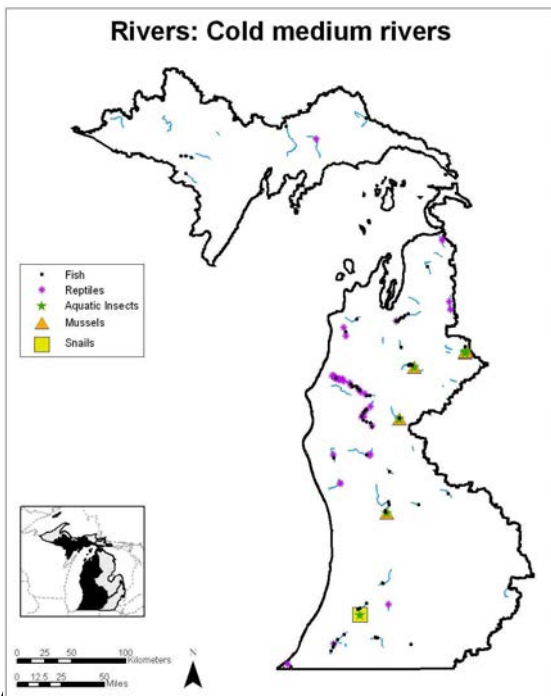 Rivers: Cold medium rivers
Fish
Reptiles
Aquatic Insects
Mussels
Snails
0 25 50 100
Kilometers
0 12.5 25 50
Miles
N